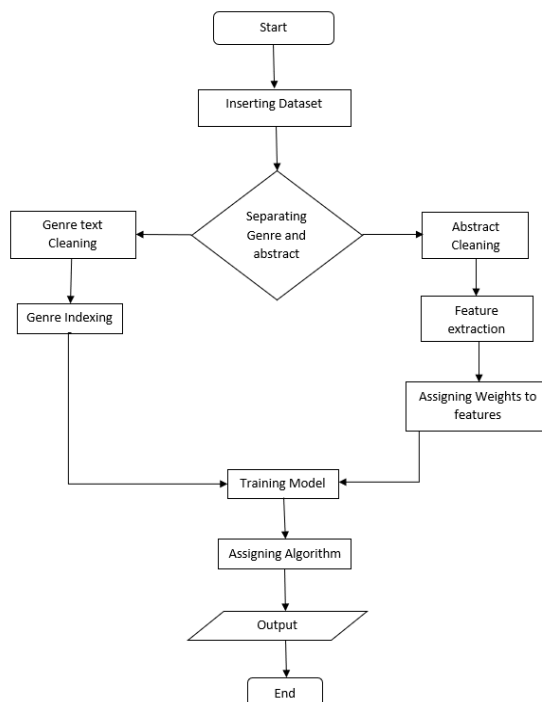 Start
Inserting Dataset
Separating
Genre and
abstract
Genre text
Cleaning
Genre Indexing
Abstract
Cleaning
Feature
extraction
Assigning Weights to
features
Training Model
Assigning Algorithm
Output
End